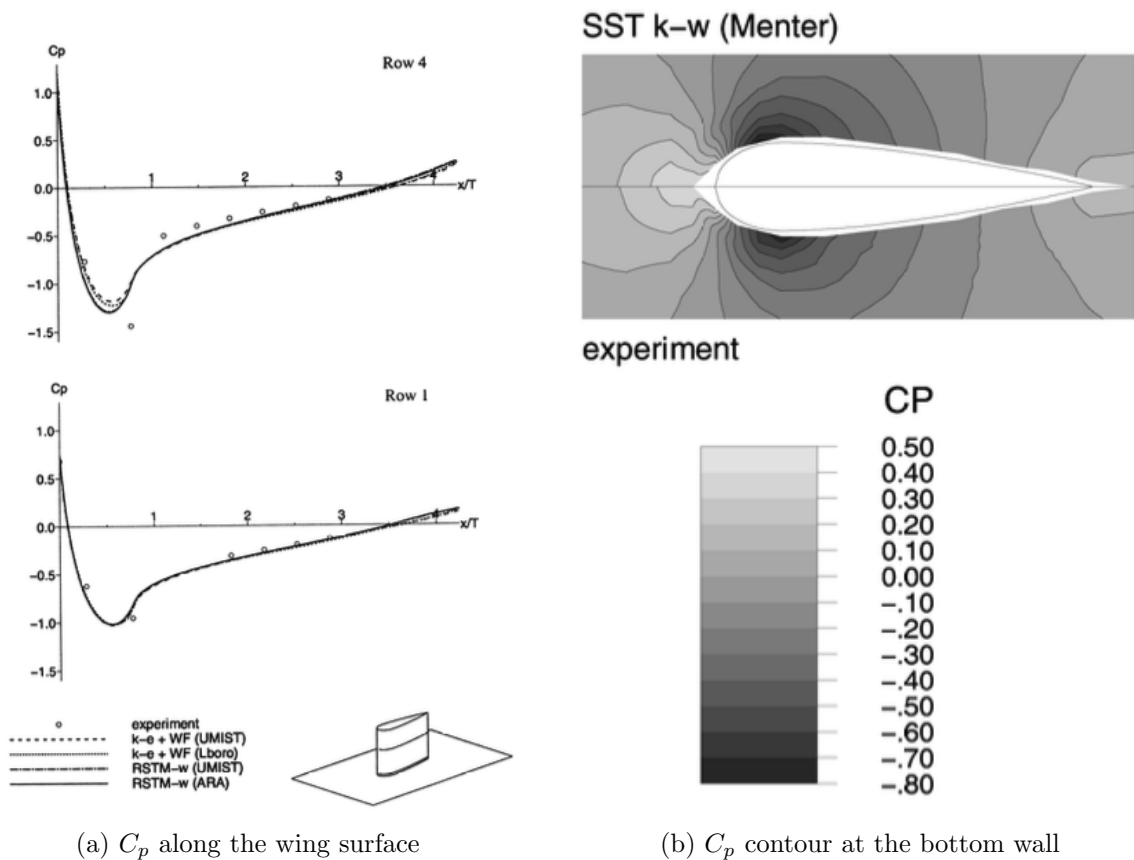 Cp
Row 4
1.0
0.5
0.0
-0.5
-1.0
-1.5
1
2
3
4
x/T
Cp
Row 1
1.0
0.5
0.0
-0.5
-1.0
-1.5
1
2
3
4
x/T
experiment
k-e + WF (UMIST)
k-e + WF (Lboro)
RSTM-w (UMIST)
RSTM-w (ARA)
(a) Cp along the wing surface
SST k-w (Menter)
experiment
CP
0.50
0.40
0.30
0.20
0.10
0.00
-.10
-.20
-.30
-.40
-.50
-.60
-.70
-.80
(b) Cp contour at the bottom wall